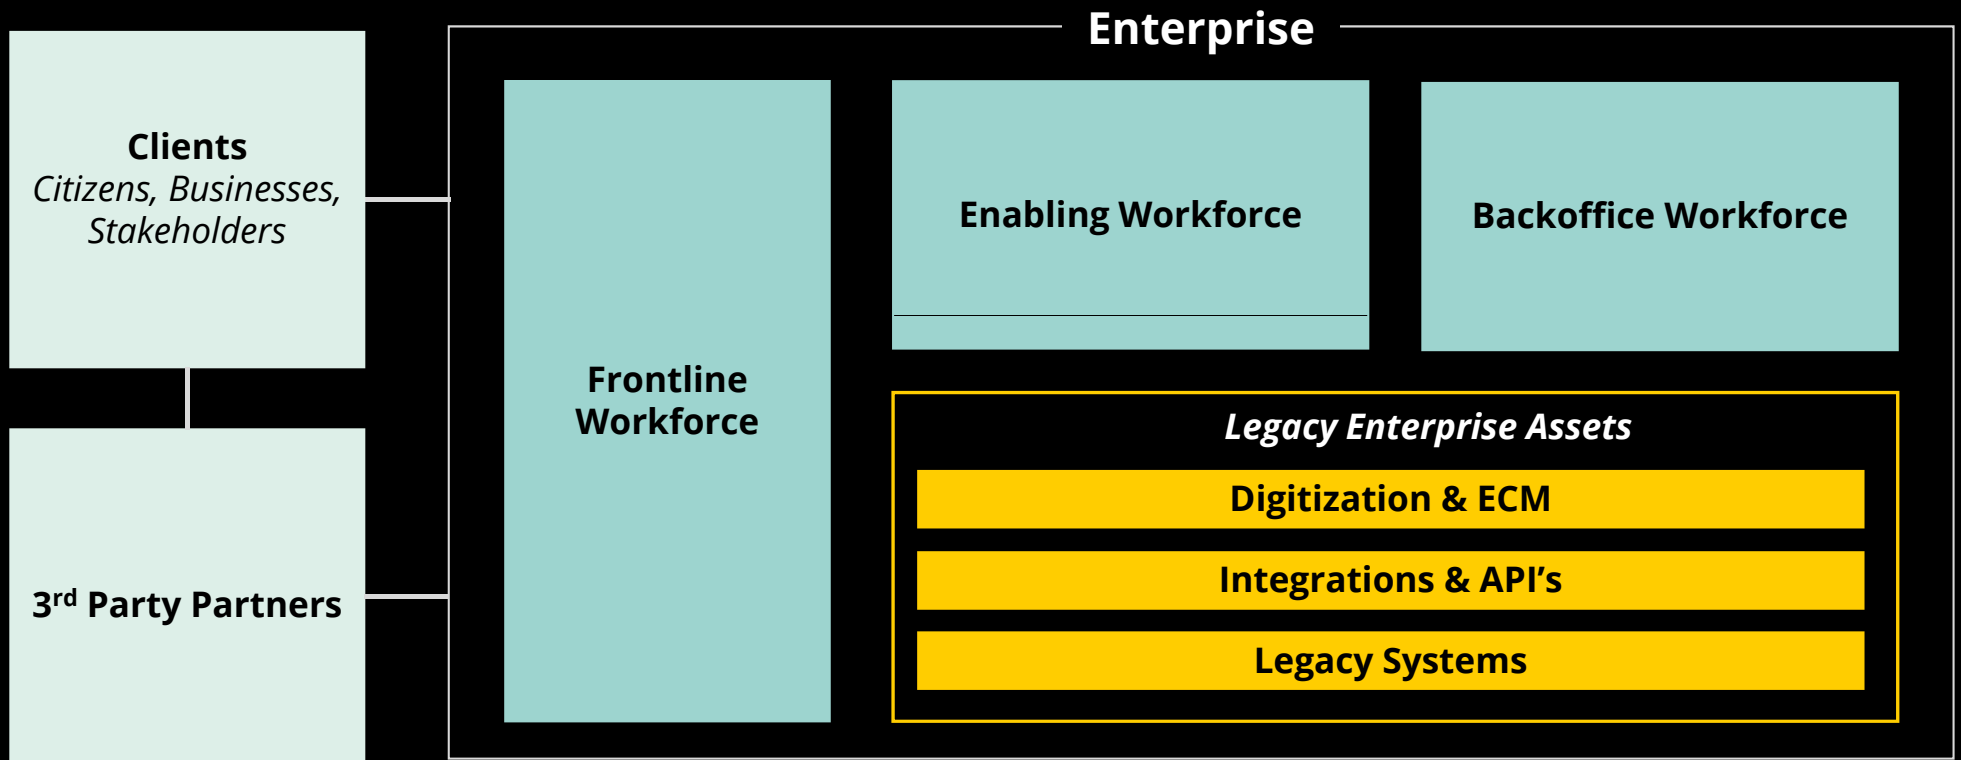 Enterprise
Clients
Citizens, Businesses,
Stakeholders
3rd Party Partners
Frontline
Workforce
Enabling Workforce
Backoffice Workforce
Legacy Enterprise Assets
Digitization & ECM
Integrations & API’s
Legacy Systems